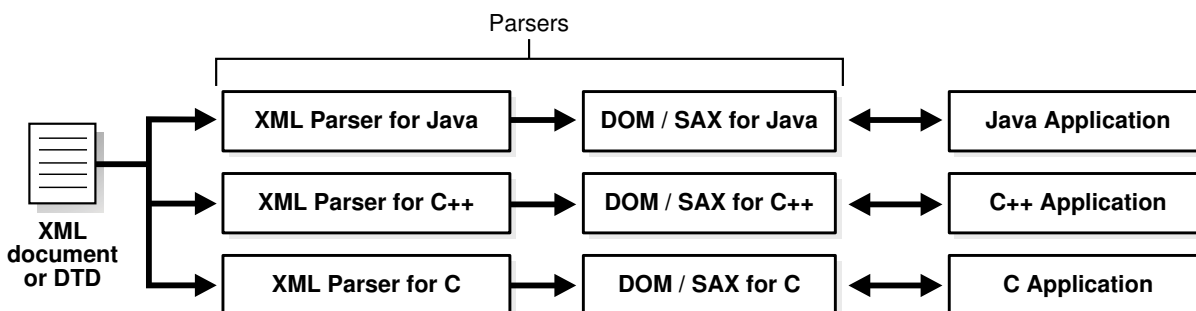 Parsers
XML Parser for Java
DOM / SAX for Java
Java Application
XML Parser for C++
DOM / SAX for C++
C++ Application
XML
document
or DTD
XML Parser for C
DOM / SAX for C
C Application